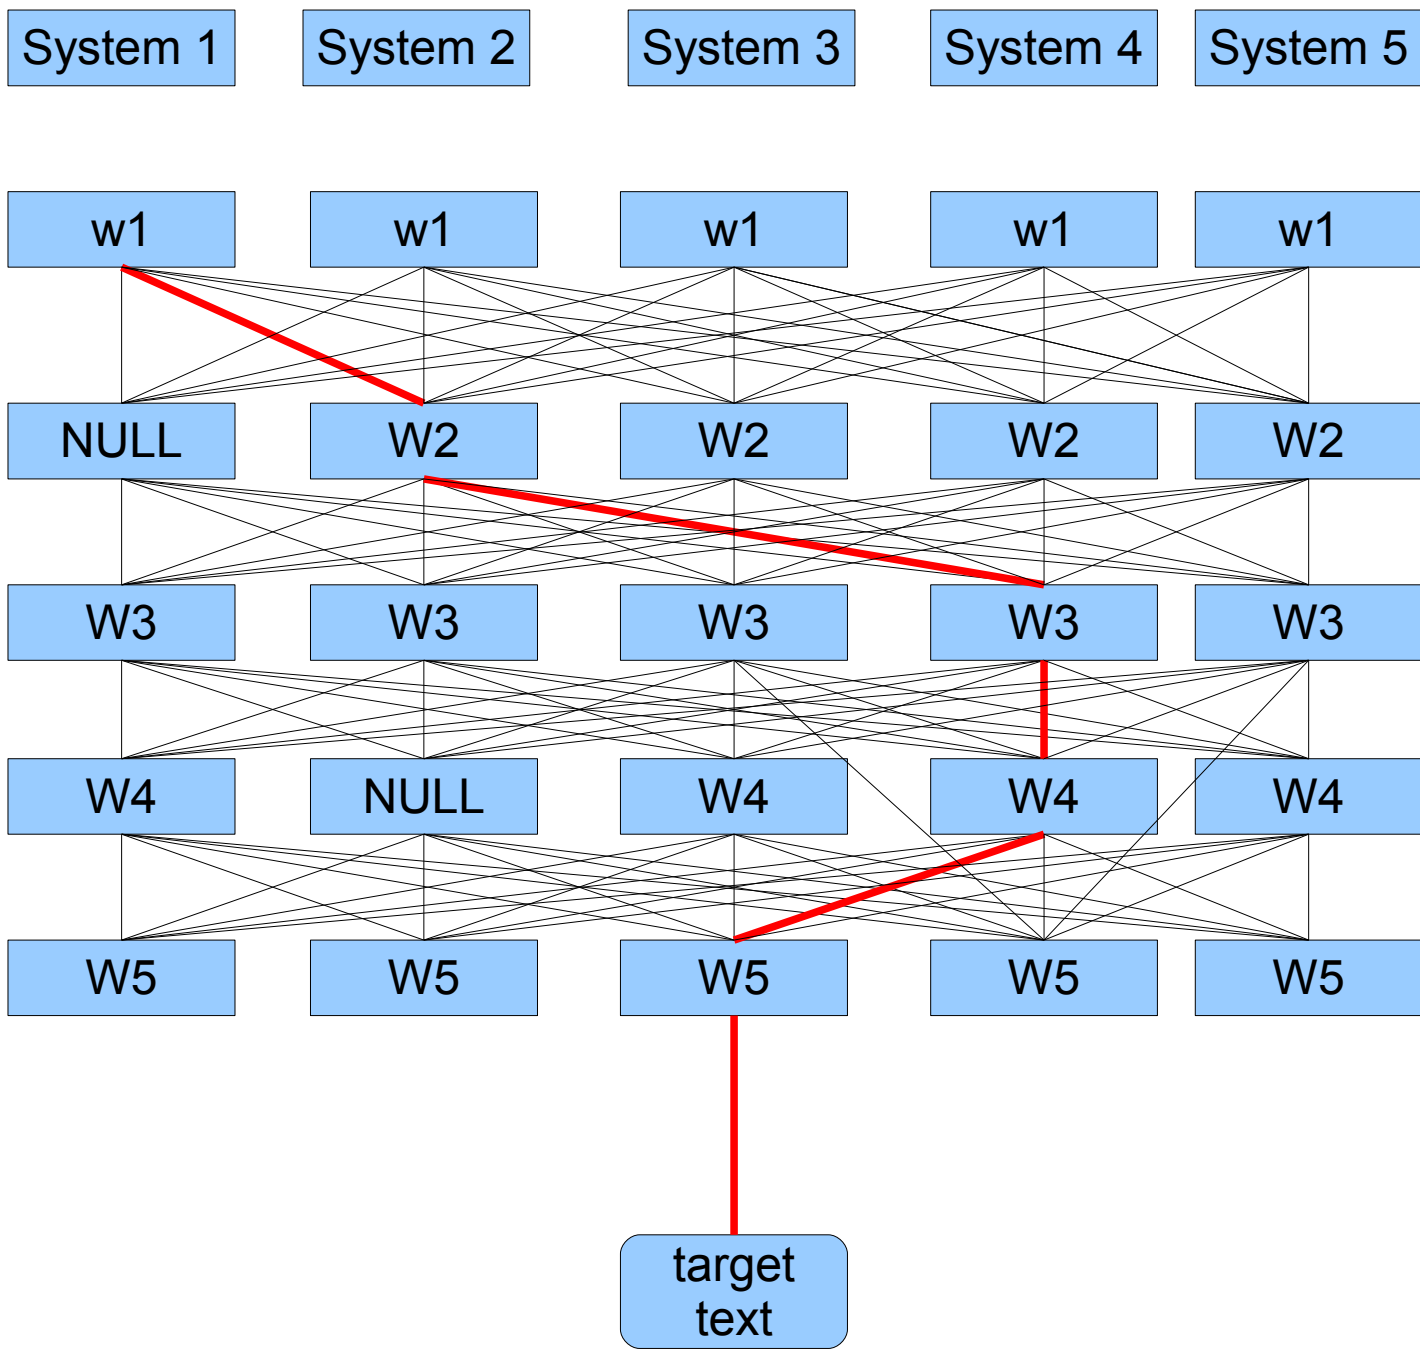 System 1 System 2 System 3 System 4 System 5
w1 w1 w1 w1 w1
NULL W2 W2 W2 W2
W3 W3 W3 W3 W3
W4 NULL W4 W4 W4
W5 W5 W5 W5 W5
target
text